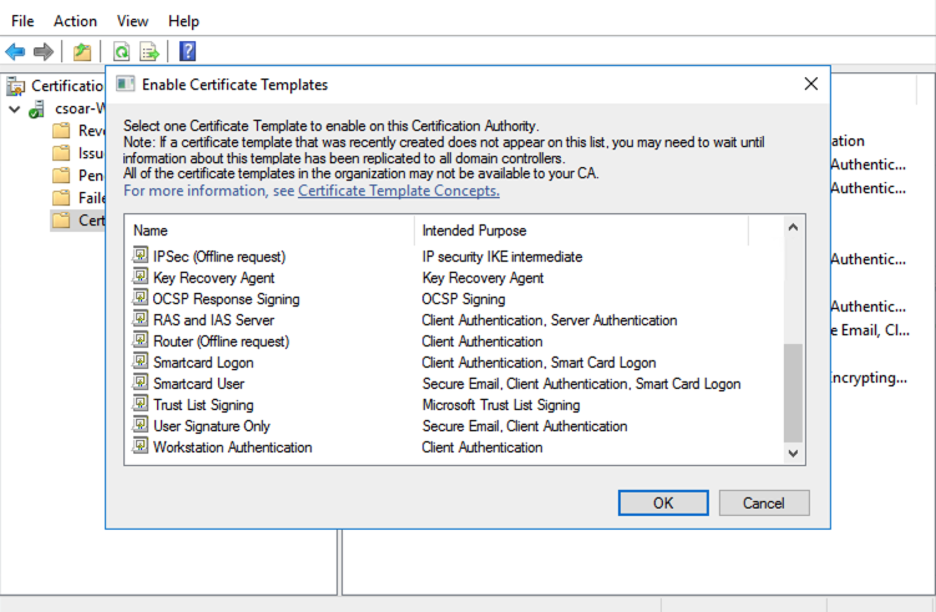 File Action View Help
Certificatio
csoar-W
Reve
Issu
Pen
Faile
Cert
Enable Certificate Templates
Select one Certificate Template to enable on this Certification Authority.
Note: If a certificate template that was recently created does not appear on this list, you may need to wait until
information about this template has been replicated to all domain controllers.
All of the certificate templates in the organization may not be available to your CA.
For more information, see Certificate Template Concepts.
Name Intended Purpose
IPSec (Offline request) IP security IKE intermediate
Key Recovery Agent Key Recovery Agent
OCSP Response Signing OCSP Signing
RAS and IAS Server Client Authentication, Server Authentication
Router (Offline request) Client Authentication
Smartcard Logon Client Authentication, Smart Card Logon
Smartcard User Secure Email, Client Authentication, Smart Card Logon
Trust List Signing Microsoft Trust List Signing
User Signature Only Secure Email, Client Authentication
Workstation Authentication Client Authentication
OK Cancel
ation
Authentic...
Authentic...
Authentic...
Authentic...
e Email, Cl...
ncrypting...